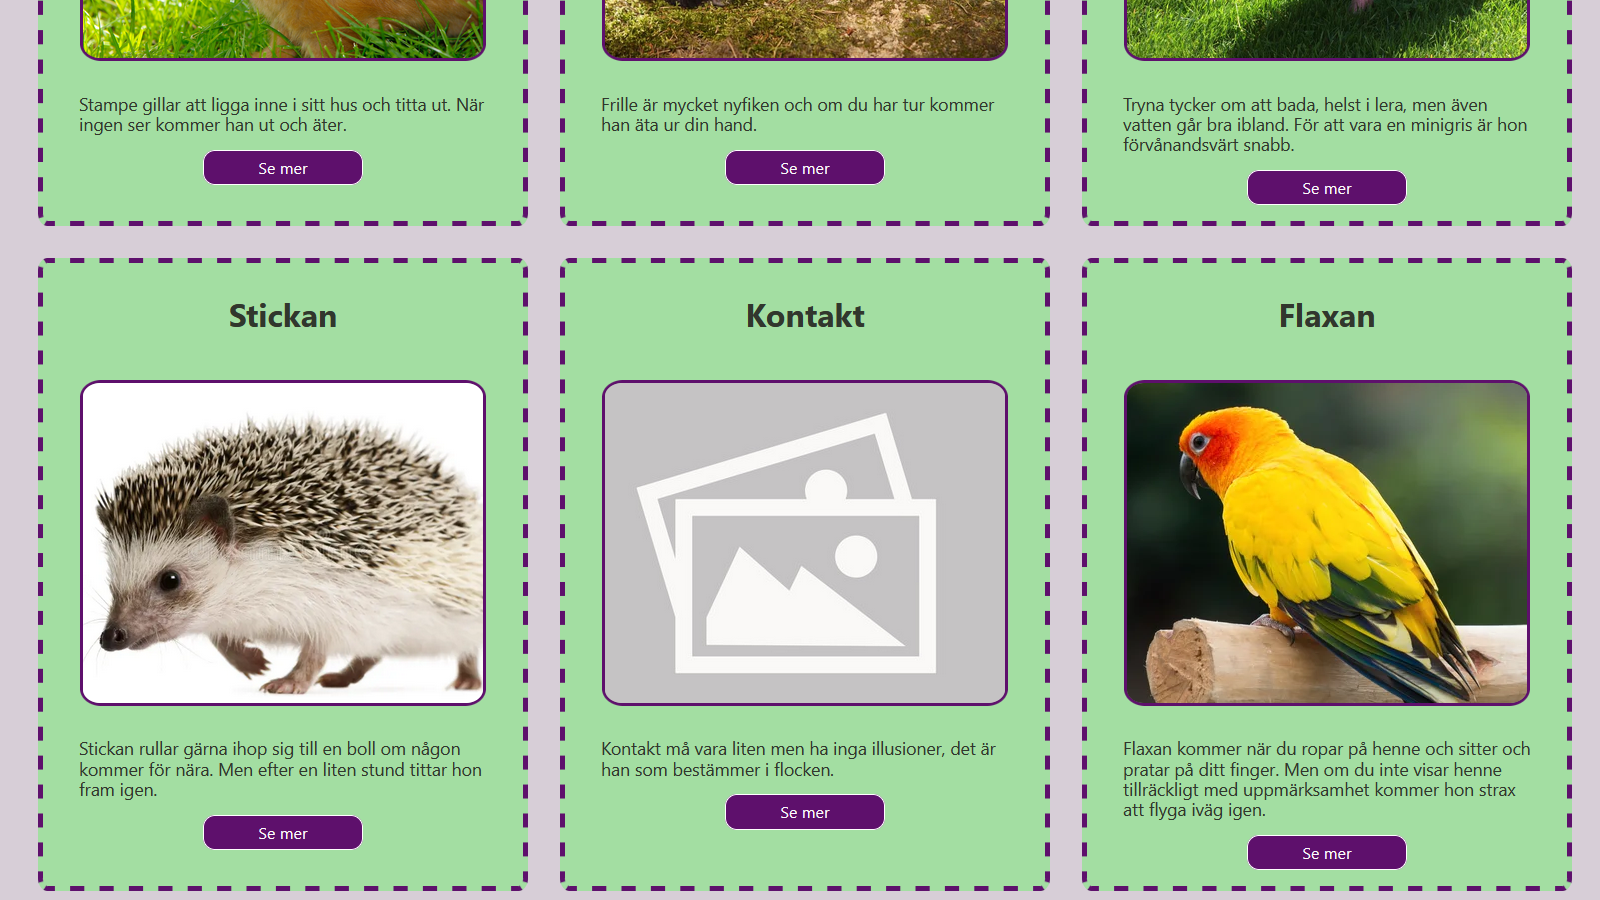 Stampe gillar att ligga inne i sitt hus och titta ut. När
ingen ser kommer han ut och äter.
Se mer
Frille är mycket nyfiken och om du har tur kommer
han äta ur din hand.
Se mer
Tryna tycker om att bada, helst i lera, men även
vatten går bra ibland. För att vara en minigris är hon
förvånandsvärt snabb.
Se mer
Stickan
Stickan rullar gärna ihop sig till en boll om någon
kommer för nära. Men efter en liten stund tittar hon
fram igen.
Se mer
Kontakt
Kontakt må vara liten men ha inga illusioner, det är
han som bestämmer i flocken.
Se mer
Flaxan
Flaxan kommer när du ropar på henne och sitter och
pratar på ditt finger. Men om du inte visar henne
tillräckligt med uppmärksamhet kommer hon strax
att flyga iväg igen.
Se mer